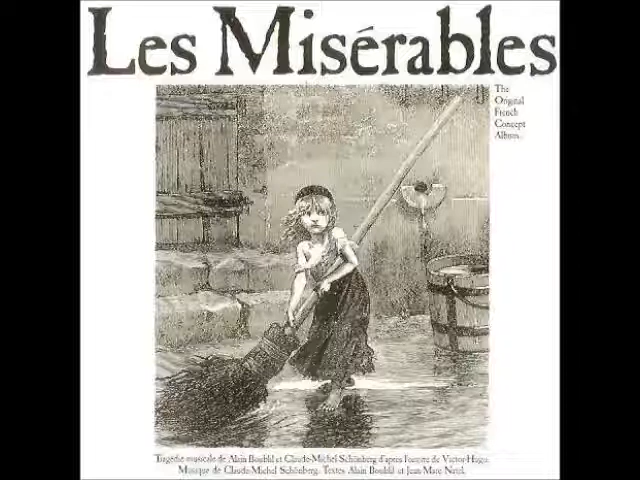 Les Misérables
The
Original
French
Concept
Album.
Tragédie musicale de Alain Boublil et Claude-Michel Schönberg d'après l'oeuvre de Victor Hugo.
Musique de Claude-Michel Schönberg. Textes Alain Boublil et Jean-Marc Natel.